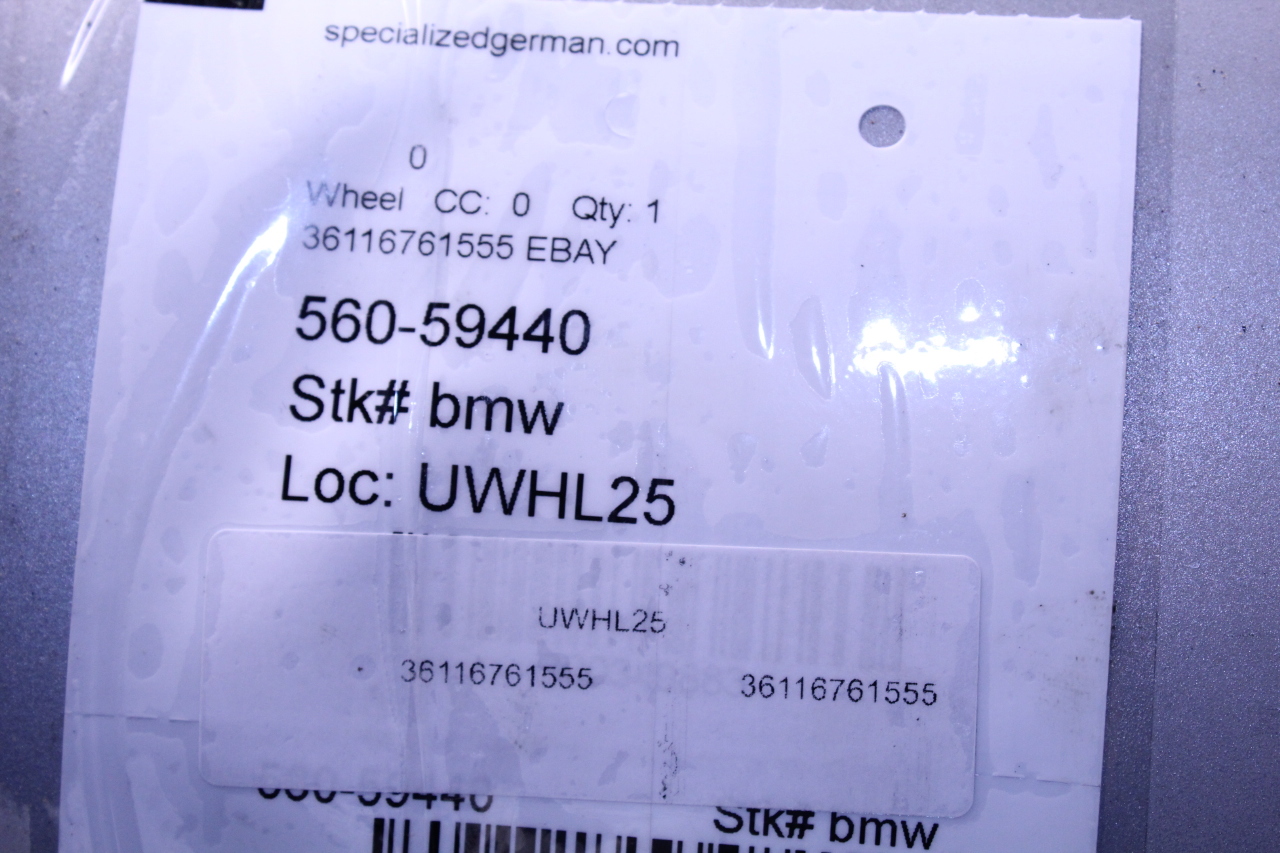 specializedgerman.com
0
Wheel CC: 0 Qty: 1
36116761555 EBAY
560-59440
Stk# bmw
Loc: UWHL25
UWHL25
36116761555 36116761555
560-59440 Stk# bmw